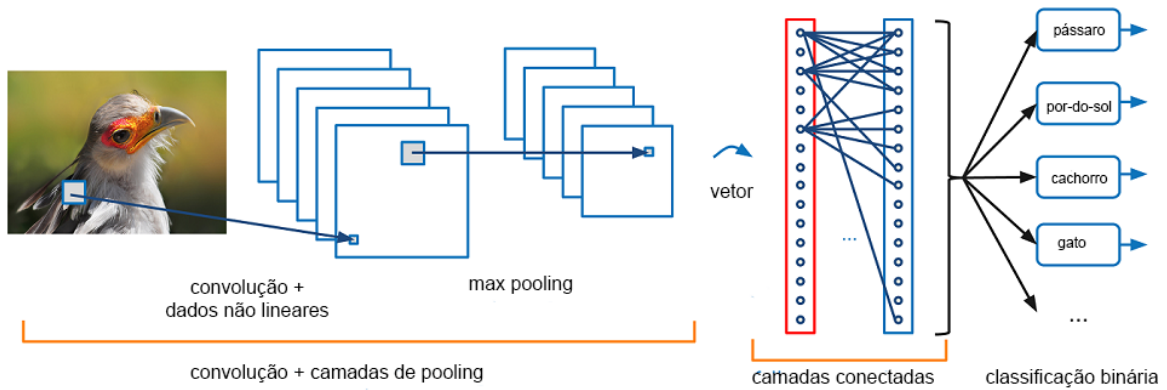 convolução +
dados não lineares
max pooling
convolução + camadas de pooling
vetor
...
camadas conectadas
pássaro
por-do-sol
cachorro
gato
...
classificação binária